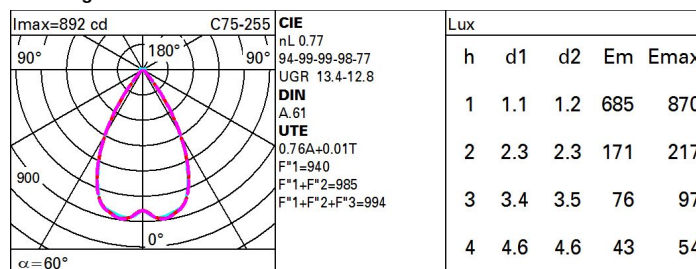 Imax=892 cd C75-255
90° 180° 90°
900
0°
α=60°
CIE
nL 0.77
94-99-99-98-77
UGR 13.4-12.8
DIN
A.61
UTE
0.76A+0.01T
F"1=940
F"1+F"2=985
F"1+F"2+F"3=994
Lux
h d1 d2 Em Emax
1 1.1 1.2 685 870
2 2.3 2.3 171 217
3 3.4 3.5 76 97
4 4.6 4.6 43 54